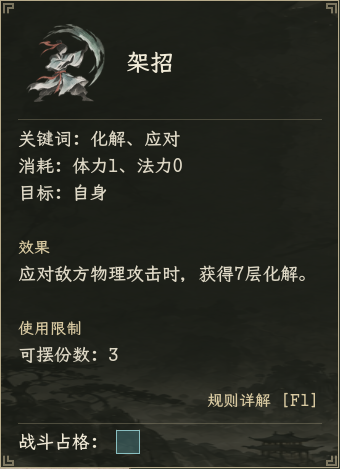 架招
关键词：化解、应对
消耗：体力1、法力0
目标：自身
效果
应对敌方物理攻击时，获得7层化解。
使用限制
可摆份数：3
规则详解 [F1]
战斗占格：